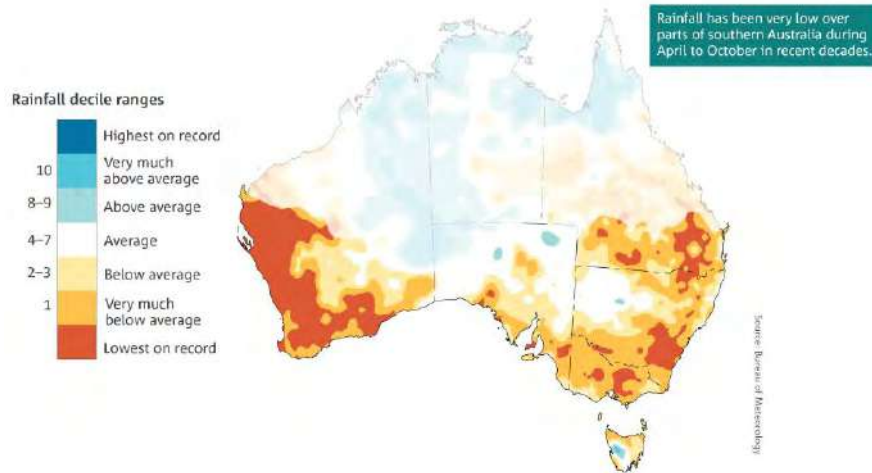 Rainfall has been very low over
parts of southern Australia during
April to October in recent decades.
Rainfall decile ranges
Highest on record
10 Very much
above average
8–9 Above average
4–7 Average
2–3 Below average
1 Very much
below average
Lowest on record
Source: Bureau of Meteorology